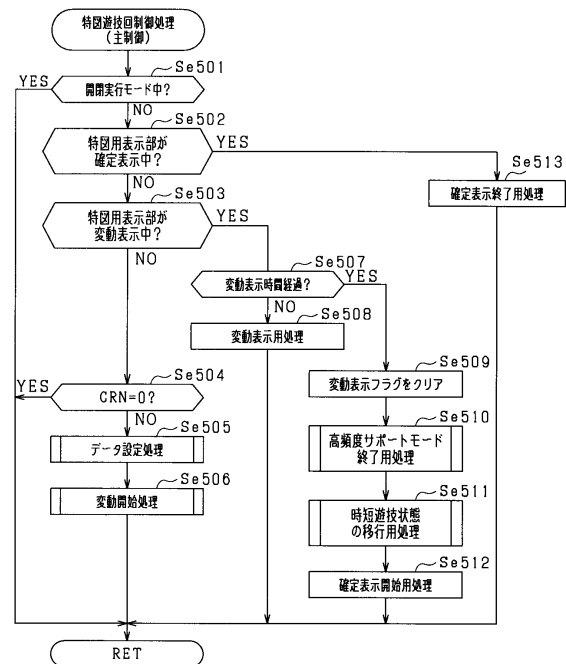 特図遊技回制御処理
(主制御)
Se501
YES
開閉実行モード中?
NO
Se502
特図用表示部が
確定表示中?
YES
NO
Se513
確定表示終了用処理
Se503
特図用表示部が
変動表示中?
YES
NO
Se507
変動表示時間経過?
YES
NO
Se508
変動表示用処理
Se504
YES
CRN=0?
NO
Se505
データ設定処理
Se506
変動開始処理
Se509
変動表示フラグをクリア
Se510
高頻度サポートモード
終了用処理
Se511
時短遊技状態
の移行用処理
Se512
確定表示開始用処理
RET